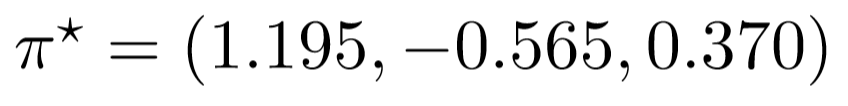 π⋆ = (1.195, −0.565, 0.370)